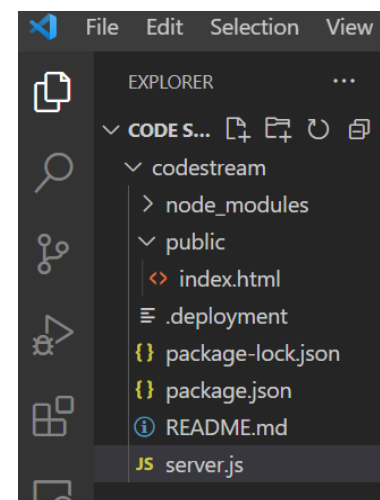 File Edit Selection View
EXPLORER ...
CODE S...
codestream
node_modules
public
<> index.html
.deployment
{} package-lock.json
{} package.json
README.md
JS server.js